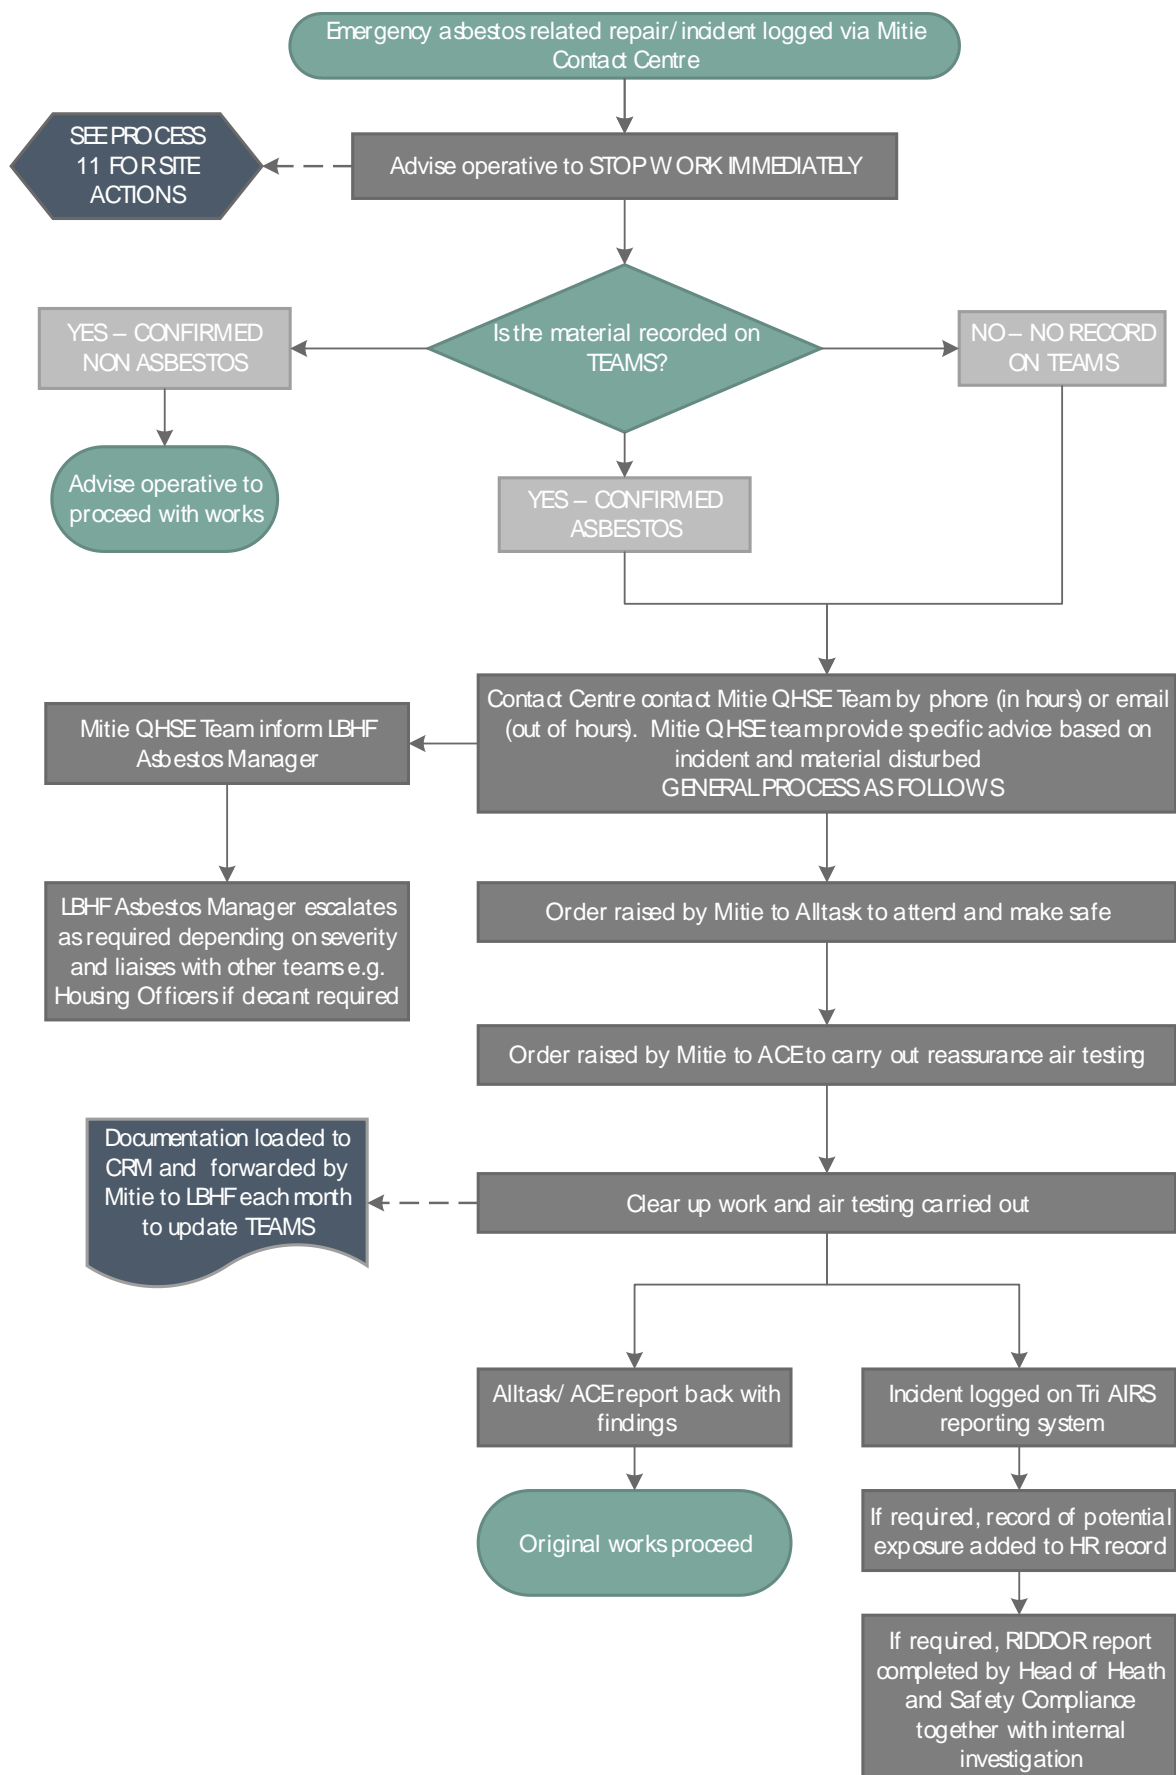 Emergency asbestos related repair/ incident logged via Mitie
Contact Centre
SEE PROCESS
11 FOR SITE
ACTIONS
Advise operative to STOP WORK IMMEDIATELY
YES – CONFIRMED
NON ASBESTOS
Is the material recorded on
TEAMS?
NO – NO RECORD
ON TEAMS
Advise operative to
proceed with works
YES – CONFIRMED
ASBESTOS
Contact Centre contact Mitie QHSE Team by phone (in hours) or email
(out of hours). Mitie QHSE team provide specific advice based on
incident and material disturbed
GENERAL PROCESS AS FOLLOWS
Mitie QHSE Team inform LBHF
Asbestos Manager
LBHF Asbestos Manager escalates
as required depending on severity
and liaises with other teams e.g.
Housing Officers if decant required
Order raised by Mitie to Alltask to attend and make safe
Order raised by Mitie to ACE to carry out reassurance air testing
Documentation loaded to
CRM and forwarded by
Mitie to LBHF each month
to update TEAMS
Clear up work and air testing carried out
Alltask/ ACE report back with
findings
Incident logged on Tri AIRS
reporting system
Original works proceed
If required, record of potential
exposure added to HR record
If required, RIDDOR report
completed by Head of Heath
and Safety Compliance
together with internal
investigation